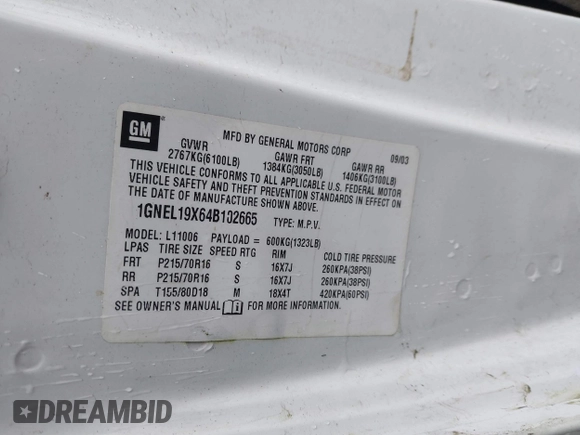 GM
MFD BY GENERAL MOTORS CORP 09/03
GVWR GAWR FRT GAWR RR
2767KG(6100LB) 1384KG(3050LB) 1406KG(3100LB)
THIS VEHICLE CONFORMS TO ALL APPLICABLE U.S. FEDERAL MOTOR
VEHICLE SAFETY AND THEFT PREVENTION STANDARDS IN EFFECT ON
THE DATE OF MANUFACTURE SHOWN ABOVE.
1GNEL19X64B102665 TYPE: M.P.V.
MODEL: L11006 PAYLOAD = 600KG(1323LB)
LPAS TIRE SIZE SPEED RTG RIM COLD TIRE PRESSURE
FRT P215/70R16 S 16X7J 260KPA(38PSI)
RR P215/70R16 S 16X7J 260KPA(38PSI)
SPA T155/80D18 M 18X4T 420KPA(60PSI)
SEE OWNER'S MANUAL FOR MORE INFORMATION.
DREAMBID